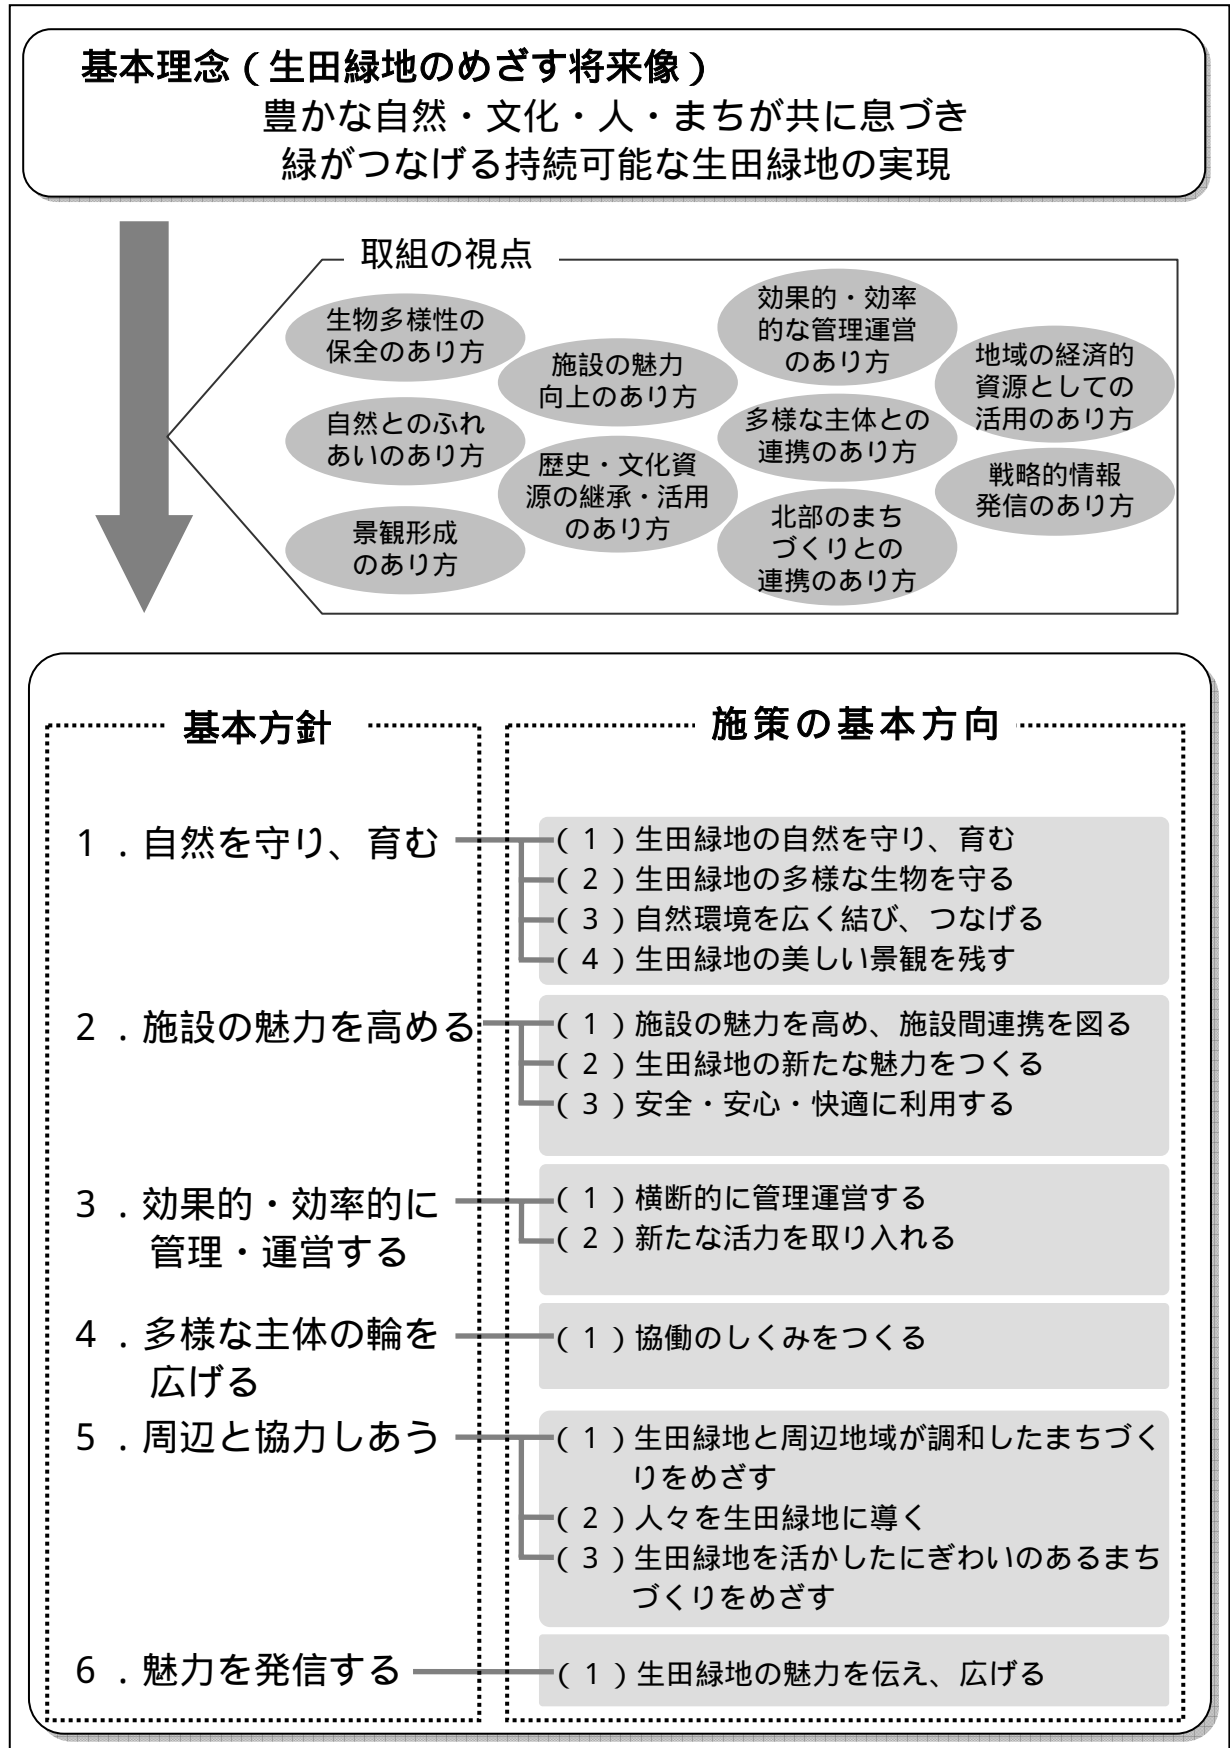 基本理念(生田緑地のめざす将来像)
豊かな自然・文化・人・まちが共に息づき
緑がつなげる持続可能な生田緑地の実現
取組の視点
生物多様性の
保全のあり方
自然とのふれ
あいのあり方
景観形成
のあり方
施設の魅力
向上のあり方
歴史・文化資
源の継承・活用
のあり方
効果的・効率
的な管理運営
のあり方
多様な主体との
連携のあり方
北部のまち
づくりとの
連携のあり方
地域の経済的
資源としての
活用のあり方
戦略的情報
発信のあり方
基本方針
施策の基本方向
1.自然を守り、育む
(1)生田緑地の自然を守り、育む
(2)生田緑地の多様な生物を守る
(3)自然環境を広く結び、つなげる
(4)生田緑地の美しい景観を残す
2.施設の魅力を高める
(1)施設の魅力を高め、施設間連携を図る
(2)生田緑地の新たな魅力をつくる
(3)安全・安心・快適に利用する
3.効果的・効率的に
管理・運営する
(1)横断的に管理運営する
(2)新たな活力を取り入れる
4.多様な主体の輪を
広げる
(1)協働のしくみをつくる
5.周辺と協力しあう
(1)生田緑地と周辺地域が調和したまちづく
りをめざす
(2)人々を生田緑地に導く
(3)生田緑地を活かしたにぎわいのあるまち
づくりをめざす
6.魅力を発信する
(1)生田緑地の魅力を伝え、広げる